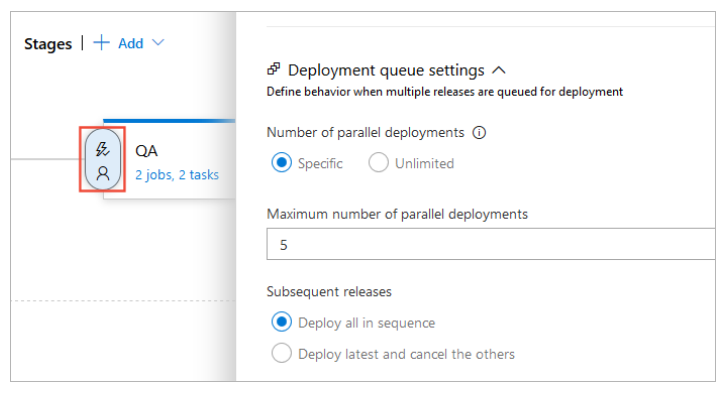 Stages | + Add
QA
2 jobs, 2 tasks
Deployment queue settings
Define behavior when multiple releases are queued for deployment
Number of parallel deployments
Specific
Unlimited
Maximum number of parallel deployments
5
Subsequent releases
Deploy all in sequence
Deploy latest and cancel the others